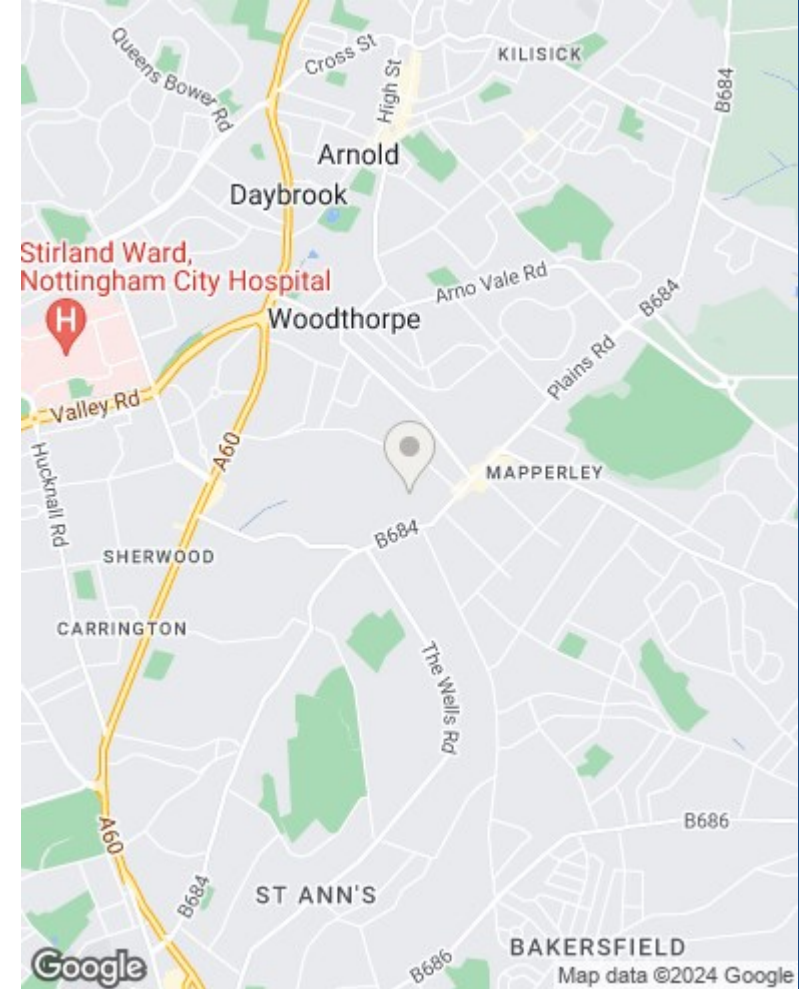 Queens Bower Rd
Cross St
High St
KILISICK
B684
Arnold
Daybrook
Stirland Ward,
Nottingham City Hospital
H
Arno Vale Rd
B684
Woodthorpe
Plains Rd
Valley Rd
A60
Hucknall Rd
MAPPERLEY
B684
SHERWOOD
CARRINGTON
The Wells Rd
A60
B686
B684
ST ANN'S
BAKERSFIELD
B686
Google
Map data ©2024 Google